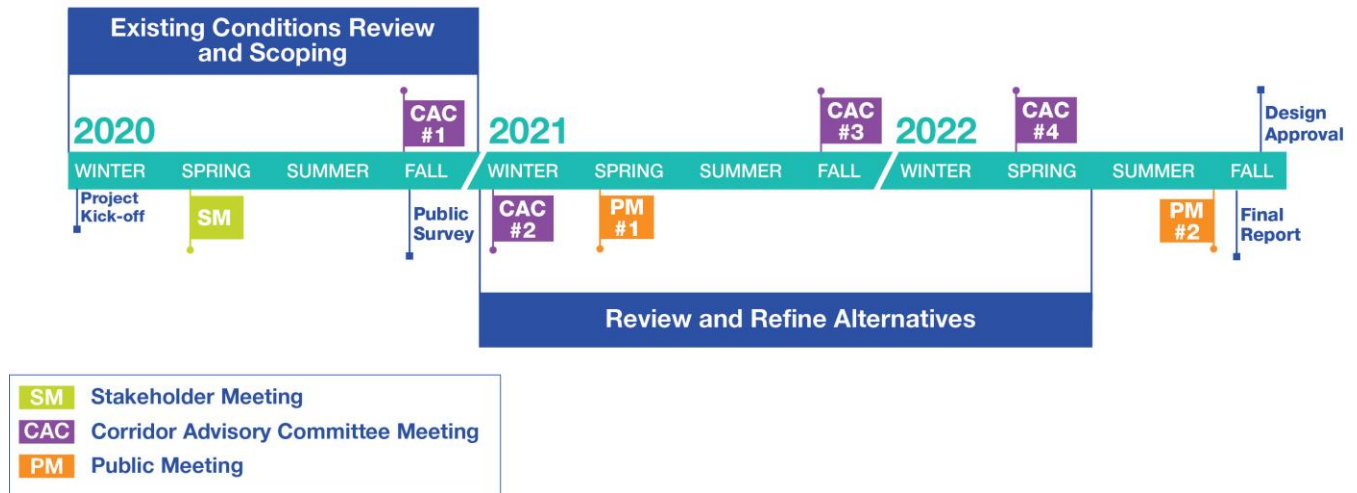 Existing Conditions Review
and Scoping
2020
CAC
#1
2021
CAC
#3
2022
CAC
#4
Design
Approval
WINTER SPRING SUMMER FALL WINTER SPRING SUMMER FALL WINTER SPRING SUMMER FALL
Project
Kick-off
SM
Public
Survey
CAC
#2
PM
#1
PM
#2
Final
Report
Review and Refine Alternatives
SM Stakeholder Meeting
CAC Corridor Advisory Committee Meeting
PM Public Meeting